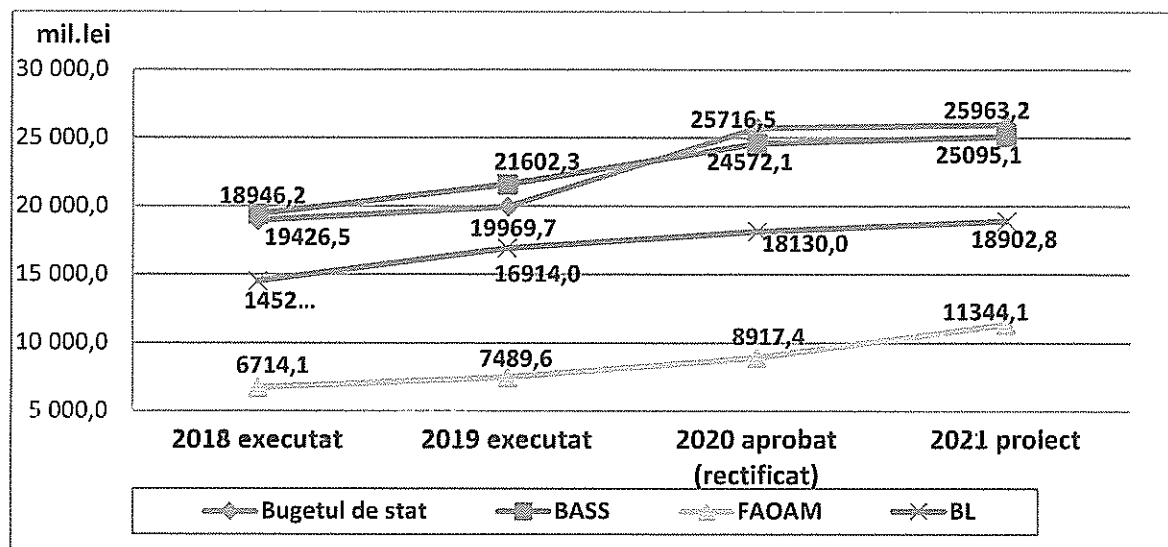 mil.lei
30 000,0
25 000,0
20 000,0
15 000,0
10 000,0
5 000,0
25716,5
25963,2
21602,3
24572,1
25095,1
18946,2
19426,5
19969,7
18130,0
18902,8
1452...
16914,0
6714,1
7489,6
8917,4
11344,1
2018 executat
2019 executat
2020 aprobat
(rectificat)
2021 proiect
Bugetul de stat
BASS
FAOAM
BL